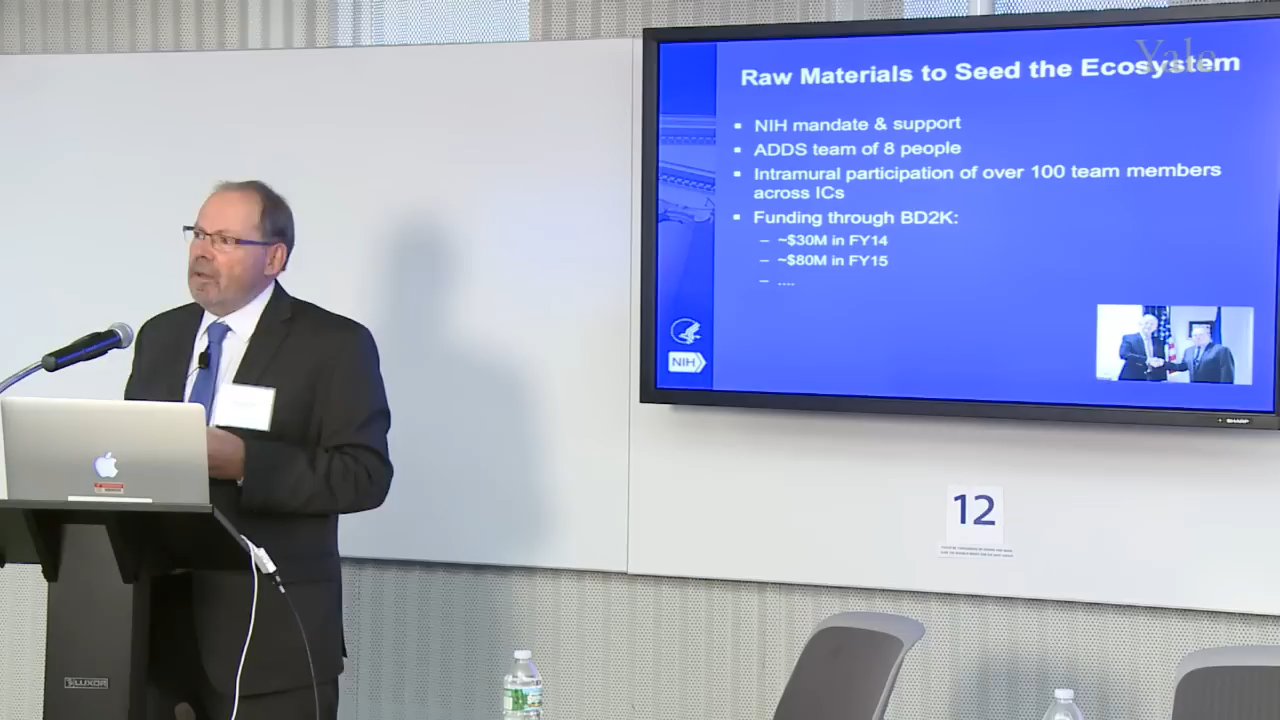 Yale
Raw Materials to Seed the Ecosystem
▪ NIH mandate & support
▪ ADDS team of 8 people
▪ Intramural participation of over 100 team members
across ICs
▪ Funding through BD2K:
– ~$30M in FY14
– ~$80M in FY15
– ....
NIH
SHARP
12
LUXOR